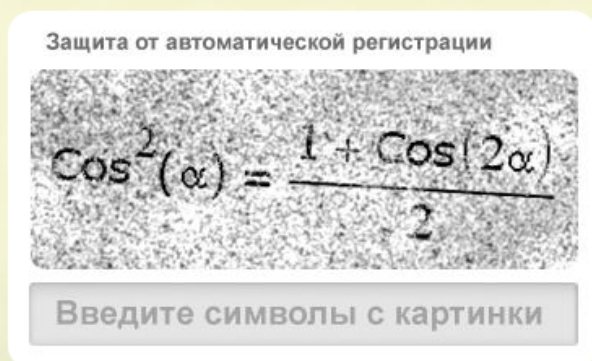 Защита от автоматической регистрации
Cos²(α) = (1 + Cos(2α))/2
Введите символы с картинки